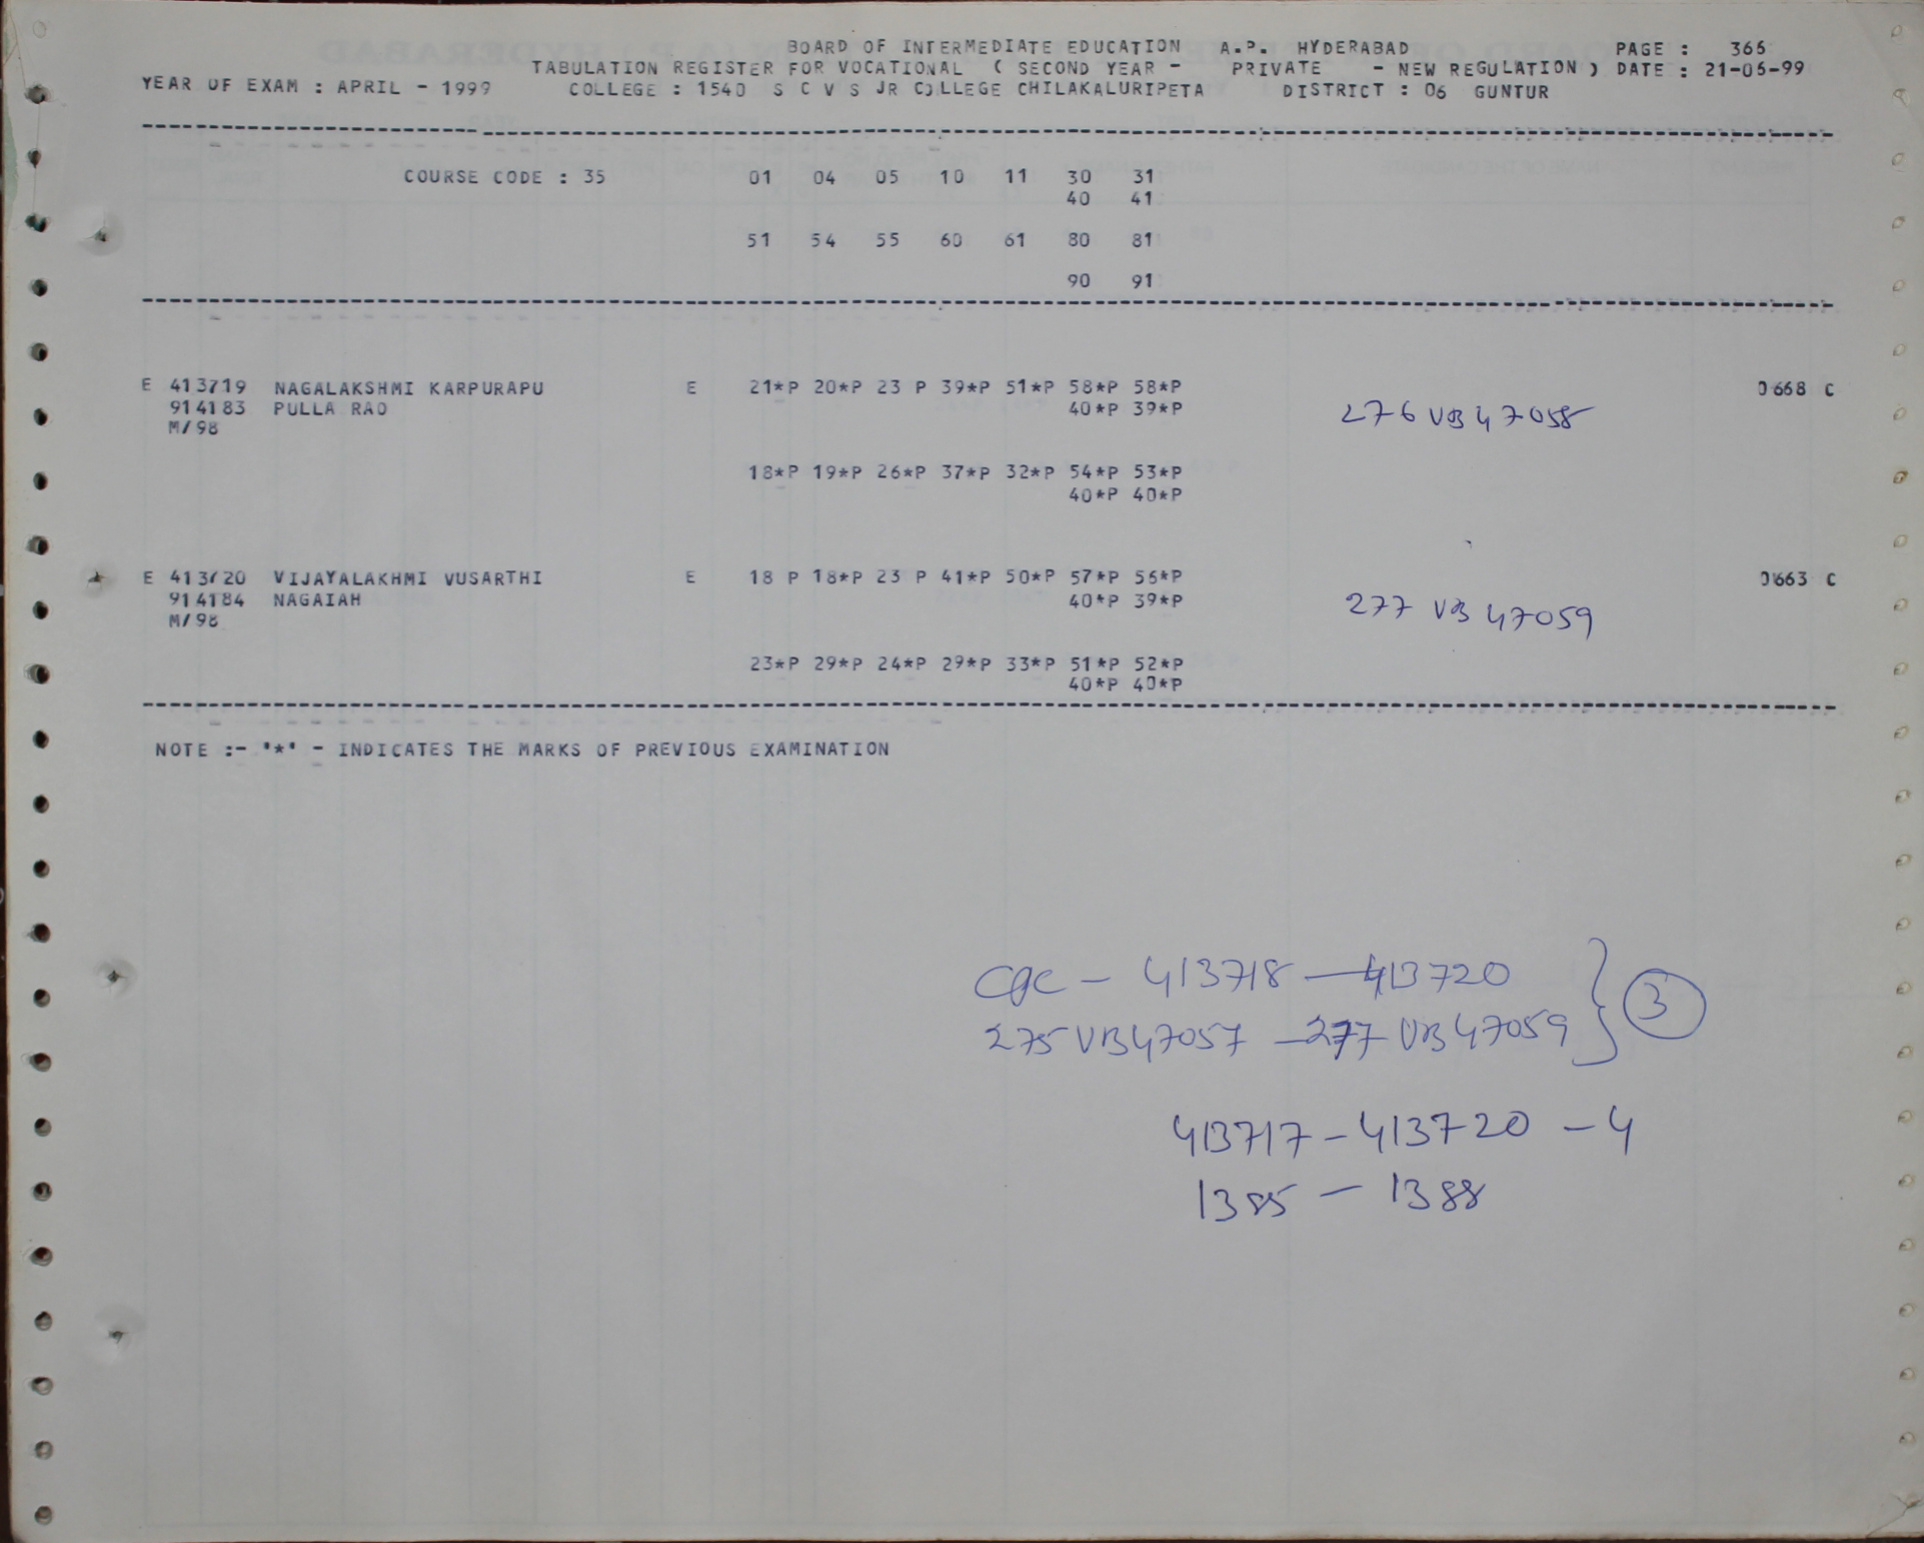 BOARD OF INTERMEDIATE EDUCATION A.P. HYDERABAD PAGE : 366
TABULATION REGISTER FOR VOCATIONAL ( SECOND YEAR - PRIVATE - NEW REGULATION ) DATE : 21-06-99
YEAR OF EXAM : APRIL - 1999 COLLEGE : 1540 S C V S JR COLLEGE CHILAKALURIPETA DISTRICT : 06 GUNTUR
COURSE CODE : 35 01 04 05 10 11 30 31
40 41
51 54 55 60 61 80 81
90 91
E 413719 NAGALAKSHMI KARPURAPU E 21*P 20*P 23 P 39*P 51*P 58*P 58*P 0668 C
914183 PULLA RAO 40*P 39*P 276 VB 47058
M/98
18*P 19*P 26*P 37*P 32*P 54*P 53*P
40*P 40*P
E 413720 VIJAYALAKHMI VUSARTHI E 18 P 18*P 23 P 41*P 50*P 57*P 56*P 0663 C
914184 NAGAIAH 40*P 39*P 277 VB 47059
M/98
23*P 29*P 24*P 29*P 33*P 51*P 52*P
40*P 40*P
NOTE :- '*' - INDICATES THE MARKS OF PREVIOUS EXAMINATION
CGC - 413718 - 413720
275 VB47057 - 277 VB 47059 } 3
413717 - 413720 - 4
1385 - 1388